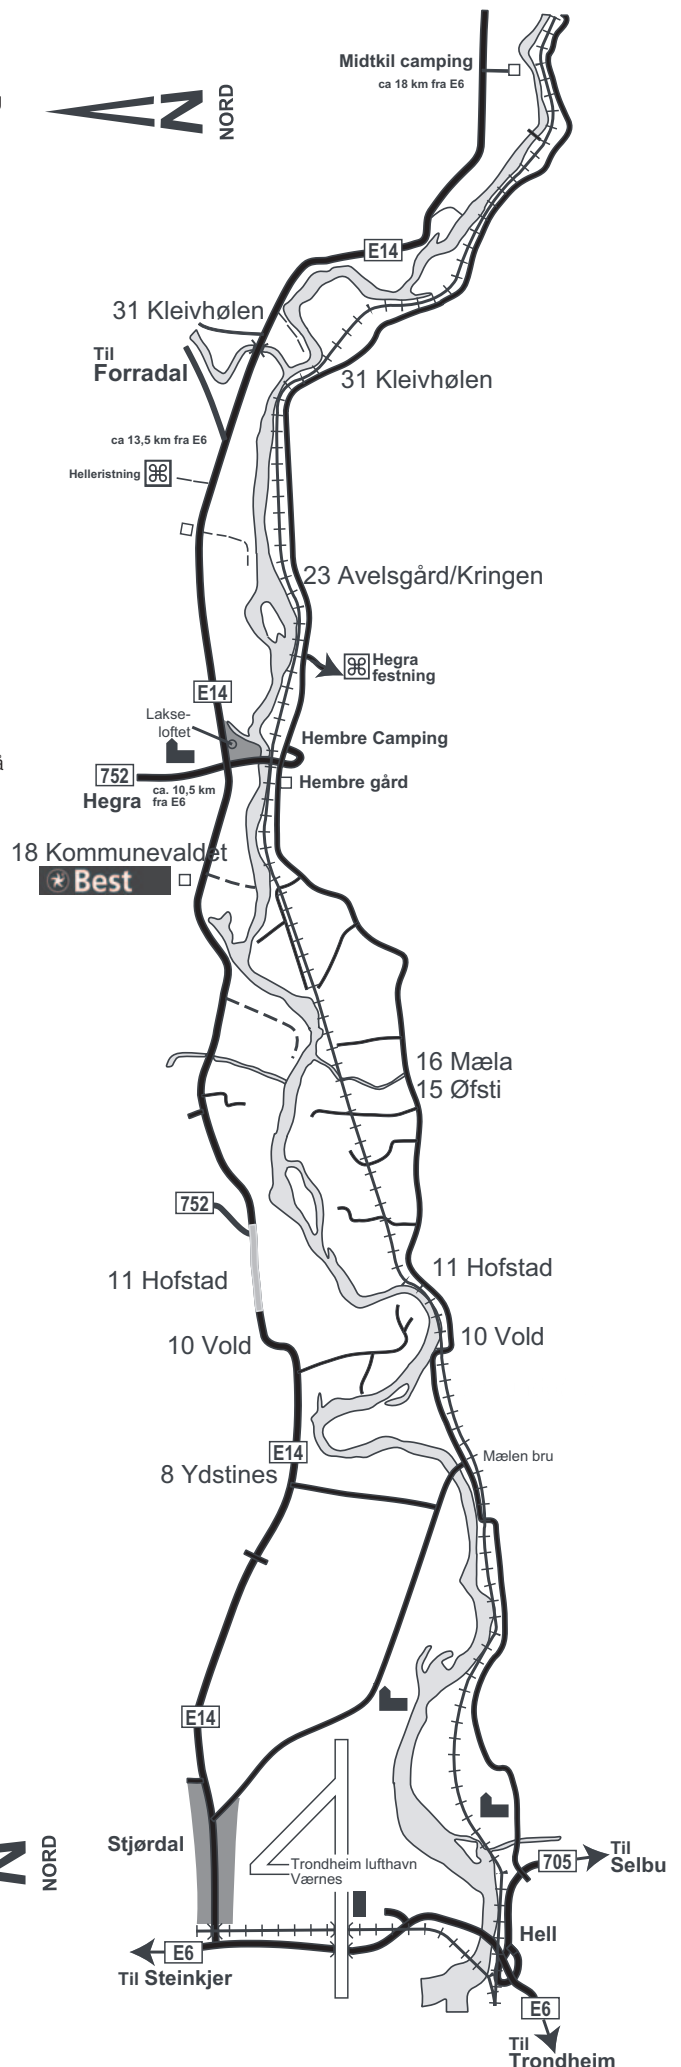 Midtkil camping
ca 18 km fra E6
N
NORD
E14
31 Kleivhølen
Til
Forradal
31 Kleivhølen
ca 13,5 km fra E6
Helleristning
23 Avelsgård/Kringen
Hegra
festning
E14
Lakse-
loftet
Hembre Camping
752
Hegra
ca. 10,5 km
fra E6
Hembre gård
18 Kommunevaldet
Best
16 Mæla
15 Øfsti
752
11 Hofstad
11 Hofstad
10 Vold
10 Vold
E14
Mælen bru
8 Ydstines
E14
NORD
Stjørdal
Trondheim lufthavn
Værnes
705
Til
Selbu
Hell
E6
Til Steinkjer
E6
Til
Trondheim